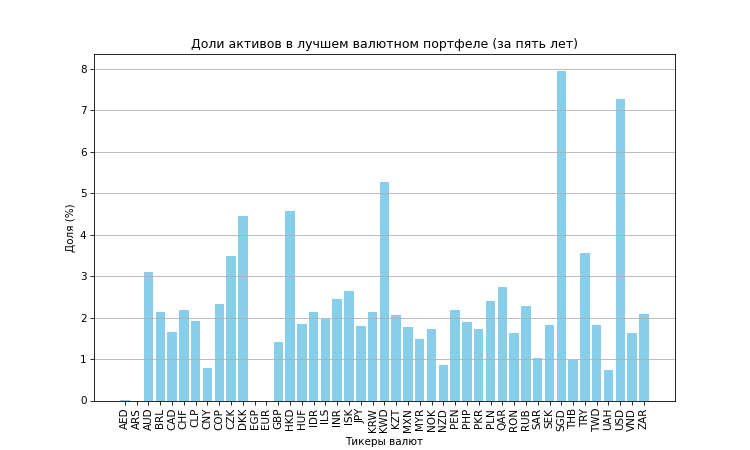 Доли активов в лучшем валютном портфеле (за пять лет)
Доля (%)
8
7
6
5
4
3
2
1
0
AED ARS AUD BRL CAD CHF CLP CNY COP CZK DKK EGP EUR GBP HKD HUF IDR ILS INR ISK JPY KRW KWD KZT MXN MYR NOK NZD PEN PHP PKR PLN QAR RON RUB SAR SEK SGD THB TRY TWD UAH USD VND ZAR
Тикеры валют